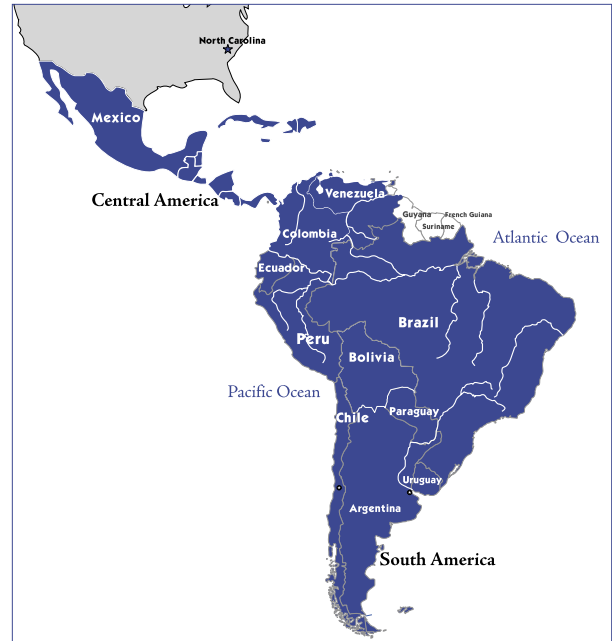 North Carolina
Mexico
Central America
Venezuela
Guyana
French Guiana
Suriname
Colombia
Atlantic Ocean
Ecuador
Brazil
Peru
Bolivia
Pacific Ocean
Chile
Paraguay
Uruguay
Argentina
South America